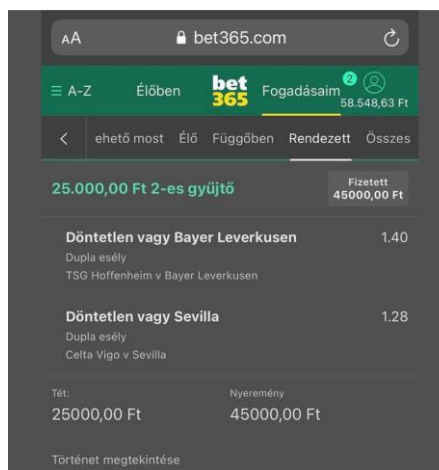 AA bet365.com
2
☰ A-Z Élőben bet365 Fogadásaim 58.548,63 Ft
< ehető most Élő Függőben Rendezett Összes
25.000,00 Ft 2-es gyűjtő Fizetett 45000,00 Ft
Döntetlen vagy Bayer Leverkusen 1.40
Dupla esély
TSG Hoffenheim v Bayer Leverkusen
Döntetlen vagy Sevilla 1.28
Dupla esély
Celta Vigo v Sevilla
Tét: Nyeremény
25000,00 Ft 45000,00 Ft
Történet megtekintése